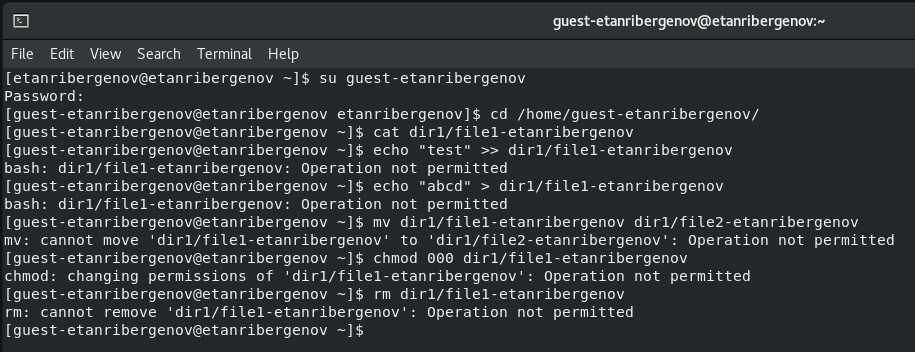 guest-etanribergenov@etanribergenov:~
File Edit View Search Terminal Help
[etanribergenov@etanribergenov ~]$ su guest-etanribergenov
Password:
[guest-etanribergenov@etanribergenov etanribergenov]$ cd /home/guest-etanribergenov/
[guest-etanribergenov@etanribergenov ~]$ cat dir1/file1-etanribergenov
[guest-etanribergenov@etanribergenov ~]$ echo "test" >> dir1/file1-etanribergenov
bash: dir1/file1-etanribergenov: Operation not permitted
[guest-etanribergenov@etanribergenov ~]$ echo "abcd" > dir1/file1-etanribergenov
bash: dir1/file1-etanribergenov: Operation not permitted
[guest-etanribergenov@etanribergenov ~]$ mv dir1/file1-etanribergenov dir1/file2-etanribergenov
mv: cannot move 'dir1/file1-etanribergenov' to 'dir1/file2-etanribergenov': Operation not permitted
[guest-etanribergenov@etanribergenov ~]$ chmod 000 dir1/file1-etanribergenov
chmod: changing permissions of 'dir1/file1-etanribergenov': Operation not permitted
[guest-etanribergenov@etanribergenov ~]$ rm dir1/file1-etanribergenov
rm: cannot remove 'dir1/file1-etanribergenov': Operation not permitted
[guest-etanribergenov@etanribergenov ~]$